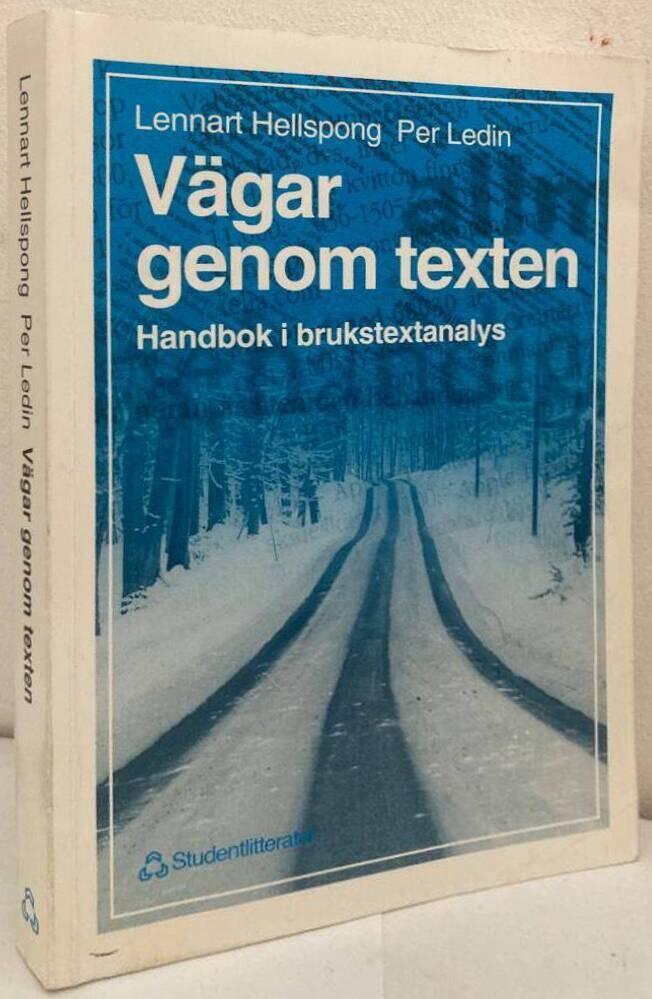 Lennart Hellspong Per Ledin
Vägar
genom texten
Handbok i brukstextanalys
Studentlitteratur
Lennart Hellspong Per Ledin Vägar genom texten